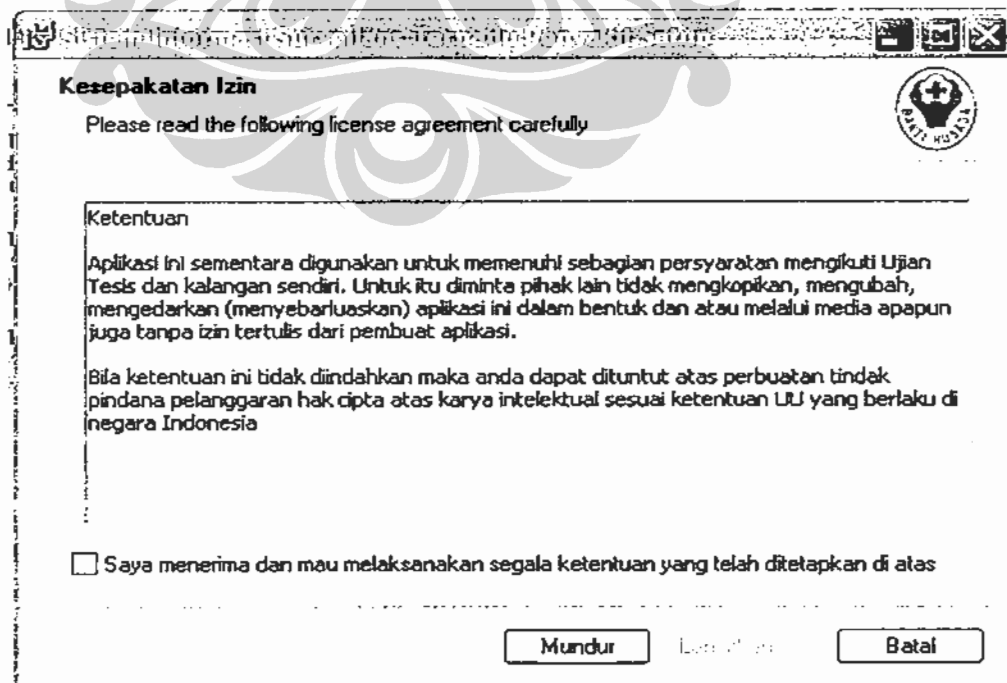 Kesepakatan Izin
Please read the following license agreement carefully
BAKTI HUSADA
Ketentuan
Aplikasi ini sementara digunakan untuk memenuhi sebagian persyaratan mengikuti Ujian
Tesis dan kalangan sendiri. Untuk itu diminta pihak lain tidak mengkopikan, mengubah,
mengedarkan (menyebarluaskan) aplikasi ini dalam bentuk dan atau melalui media apapun
juga tanpa izin tertulis dari pembuat aplikasi.
Bila ketentuan ini tidak diindahkan maka anda dapat dituntut atas perbuatan tindak
pindana pelanggaran hak cipta atas karya intelektual sesuai ketentuan UU yang berlaku di
negara Indonesia
Saya menerima dan mau melaksanakan segala ketentuan yang telah ditetapkan di atas
Mundur
Batal